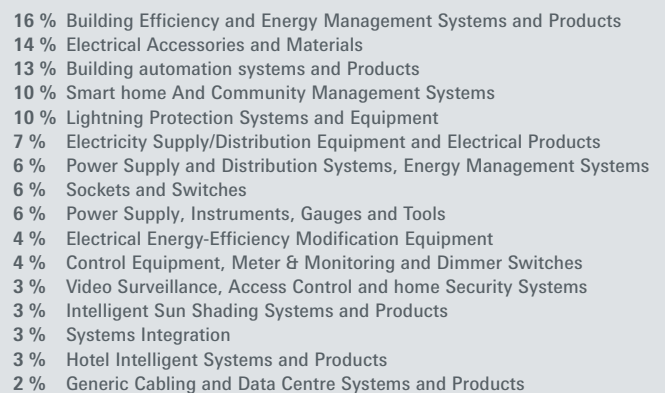 16 % Building Efficiency and Energy Management Systems and Products
14 % Electrical Accessories and Materials
13 % Building automation systems and Products
10 % Smart home And Community Management Systems
10 % Lightning Protection Systems and Equipment
7 % Electricity Supply/Distribution Equipment and Electrical Products
6 % Power Supply and Distribution Systems, Energy Management Systems
6 % Sockets and Switches
6 % Power Supply, Instruments, Gauges and Tools
4 % Electrical Energy-Efficiency Modification Equipment
4 % Control Equipment, Meter & Monitoring and Dimmer Switches
3 % Video Surveillance, Access Control and home Security Systems
3 % Intelligent Sun Shading Systems and Products
3 % Systems Integration
3 % Hotel Intelligent Systems and Products
2 % Generic Cabling and Data Centre Systems and Products